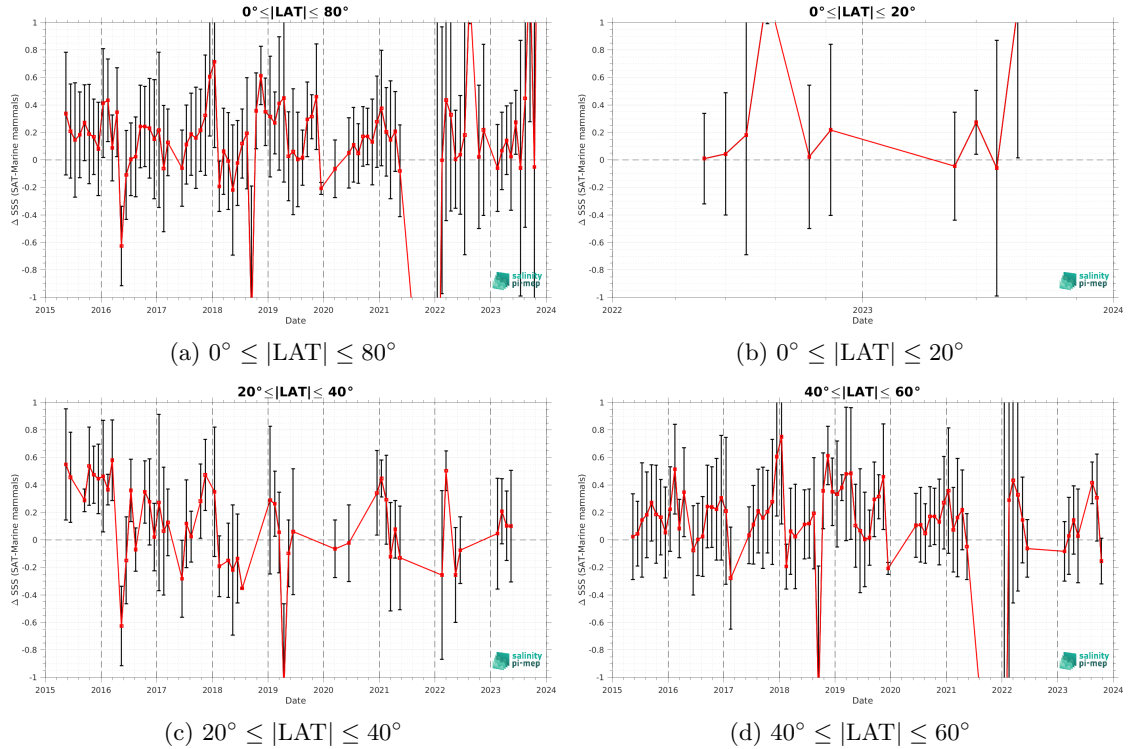 0°≤|LAT|≤ 80°
Δ SSS (SAT-Marine mammals)
1
0.8
0.6
0.4
0.2
0
-0.2
-0.4
-0.6
-0.8
-1
2015 2016 2017 2018 2019 2020 2021 2022 2023 2024
Date
salinity
pi-mep
(a) 0° ≤ |LAT| ≤ 80°
0°≤|LAT|≤ 20°
Δ SSS (SAT-Marine mammals)
1
0.8
0.6
0.4
0.2
0
-0.2
-0.4
-0.6
-0.8
-1
2022 2023 2024
Date
salinity
pi-mep
(b) 0° ≤ |LAT| ≤ 20°
20°≤|LAT|≤ 40°
Δ SSS (SAT-Marine mammals)
1
0.8
0.6
0.4
0.2
0
-0.2
-0.4
-0.6
-0.8
-1
2015 2016 2017 2018 2019 2020 2021 2022 2023 2024
Date
salinity
pi-mep
(c) 20° ≤ |LAT| ≤ 40°
40°≤|LAT|≤ 60°
Δ SSS (SAT-Marine mammals)
1
0.8
0.6
0.4
0.2
0
-0.2
-0.4
-0.6
-0.8
-1
2015 2016 2017 2018 2019 2020 2021 2022 2023 2024
Date
salinity
pi-mep
(d) 40° ≤ |LAT| ≤ 60°